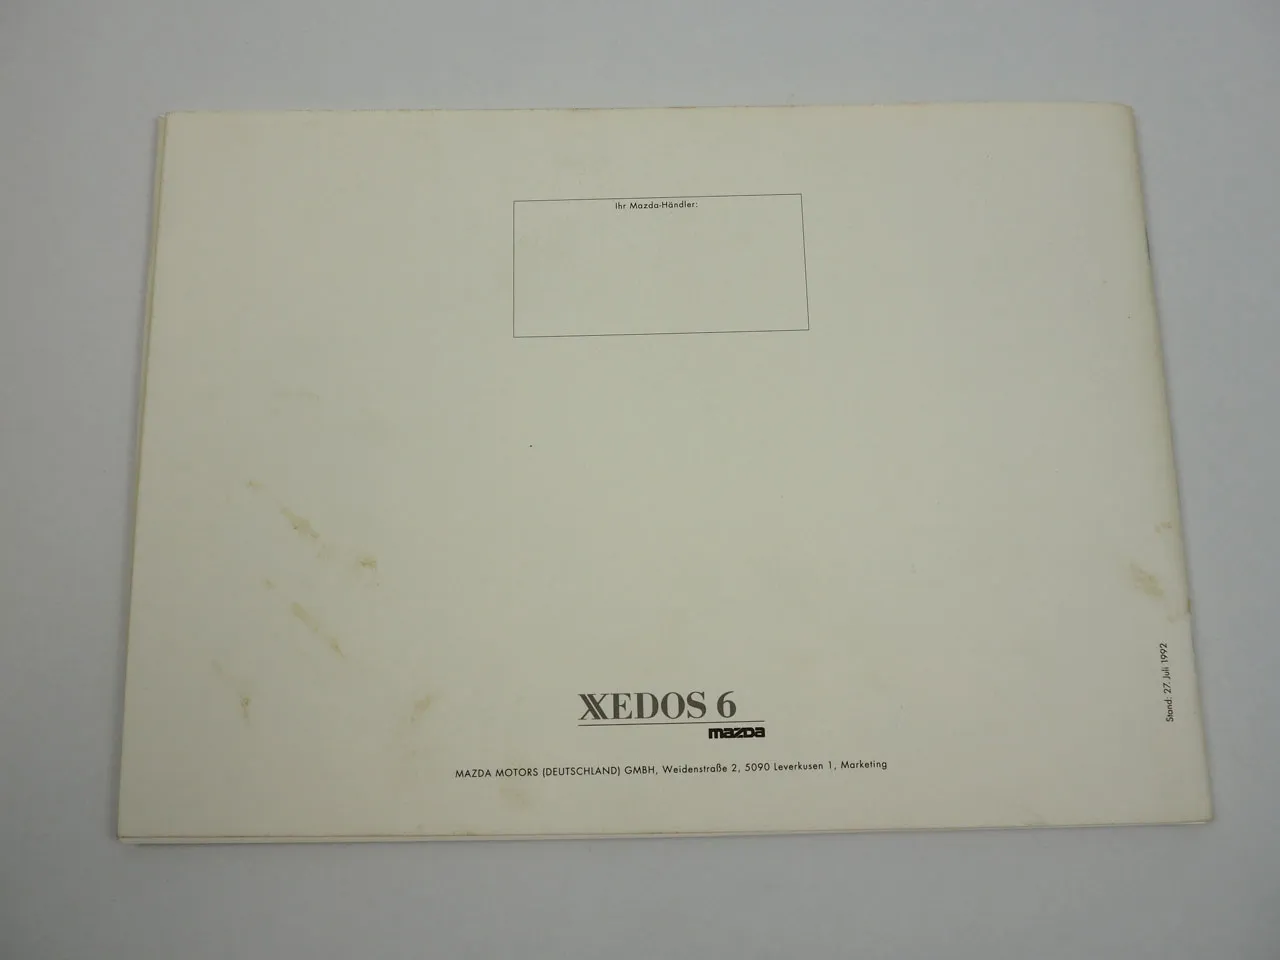 Ihr Mazda-Händler:
XEDOS 6
mazda
MAZDA MOTORS (DEUTSCHLAND) GMBH, Weidenstraße 2, 5090 Leverkusen 1, Marketing
Stand: 27. Juli 1992